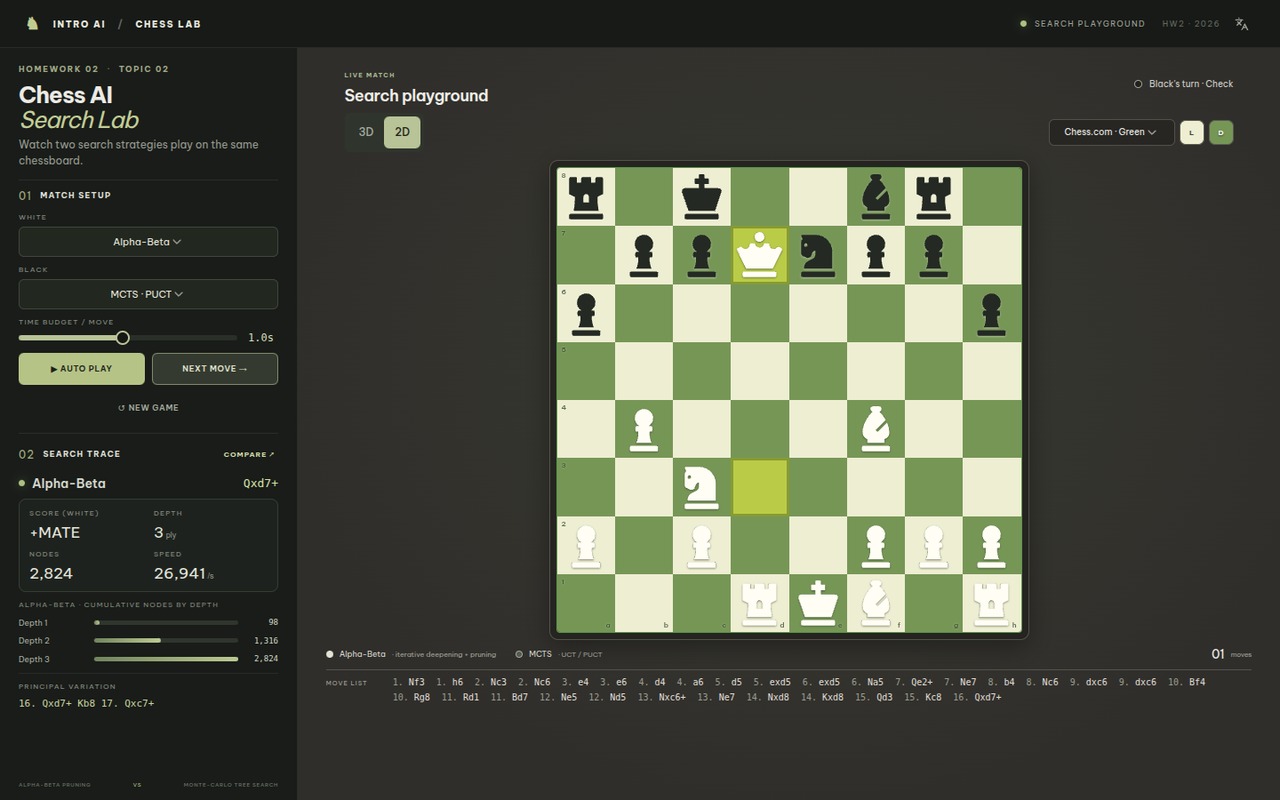 INTRO AI / CHESS LAB
SEARCH PLAYGROUND HW2 · 2026
HOMEWORK 02 · TOPIC 02
Chess AI
Search Lab
Watch two search strategies play on the same
chessboard.
01 MATCH SETUP
WHITE
Alpha-Beta
BLACK
MCTS · PUCT
TIME BUDGET / MOVE
1.0s
▶ AUTO PLAY
NEXT MOVE →
↺ NEW GAME
02 SEARCH TRACE
COMPARE ↗
Alpha-Beta Qxd7+
SCORE (WHITE) DEPTH
+MATE 3 ply
NODES SPEED
2,824 26,941 /s
ALPHA-BETA · CUMULATIVE NODES BY DEPTH
Depth 1 98
Depth 2 1,316
Depth 3 2,824
PRINCIPAL VARIATION
16. Qxd7+ Kb8 17. Qxc7+
ALPHA-BETA PRUNING VS MONTE-CARLO TREE SEARCH
LIVE MATCH
Search playground
Black's turn · Check
3D 2D
Chess.com · Green
L D
8
7
6
5
4
3
2
1
a b c d e f g h
Alpha-Beta · iterative deepening + pruning MCTS · UCT / PUCT 01 moves
MOVE LIST 1. Nf3 1. h6 2. Nc3 2. Nc6 3. e4 3. e6 4. d4 4. a6 5. d5 5. exd5 6. exd5 6. Na5 7. Qe2+ 7. Ne7 8. b4 8. Nc6 9. dxc6 9. dxc6 10. Bf4
10. Rg8 11. Rd1 11. Bd7 12. Ne5 12. Nd5 13. Nxc6+ 13. Ne7 14. Nxd8 14. Kxd8 15. Qd3 15. Kc8 16. Qxd7+